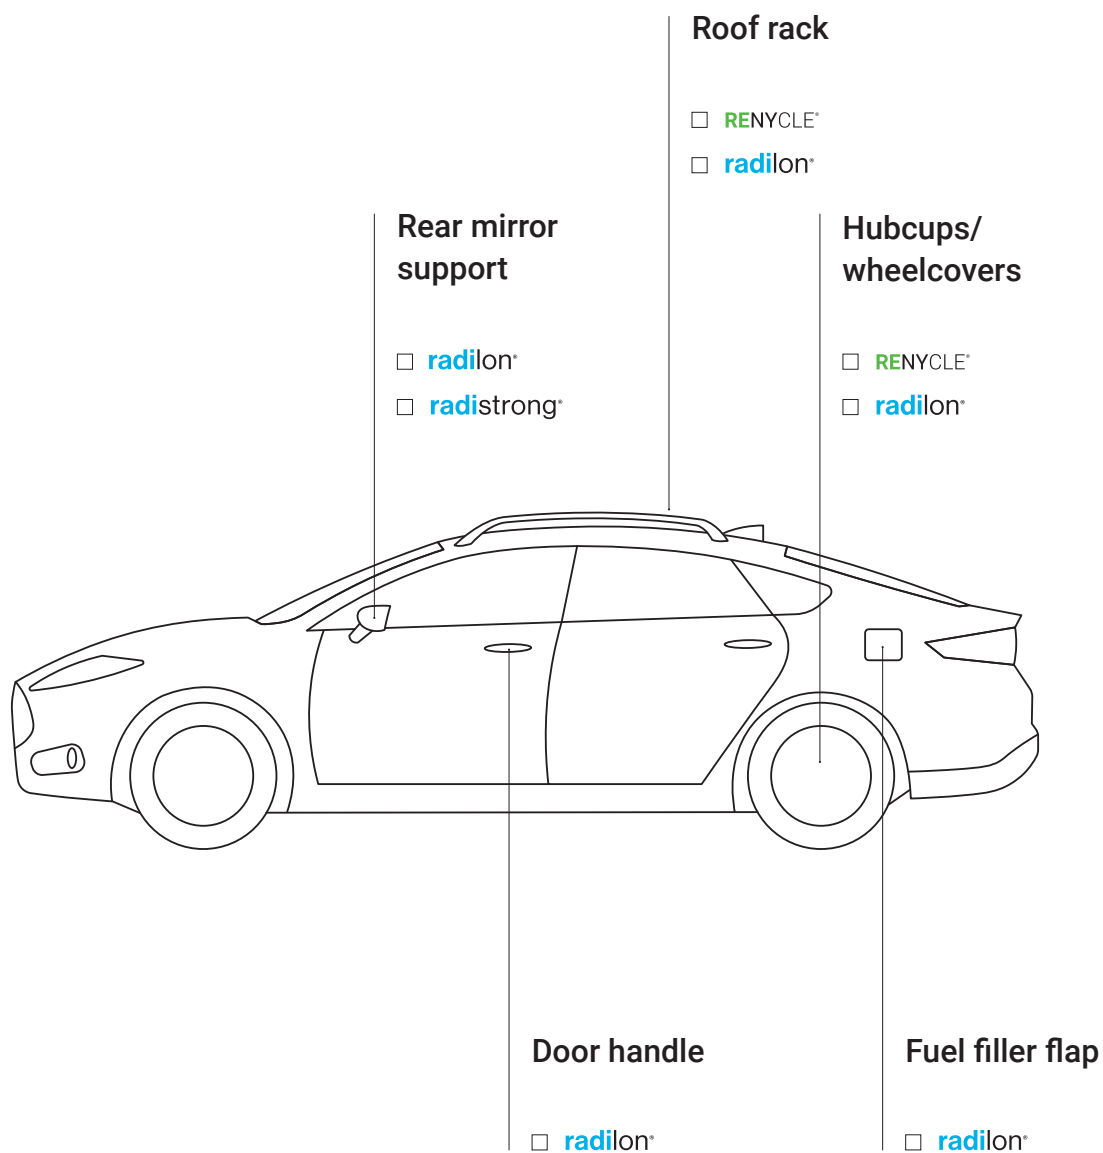 Roof rack
☐ RENYCLE®
☐ radilon®
Rear mirror
support
☐ radilon®
☐ radistrong®
Hubcups/
wheelcovers
☐ RENYCLE®
☐ radilon®
Door handle
☐ radilon®
Fuel filler flap
☐ radilon®